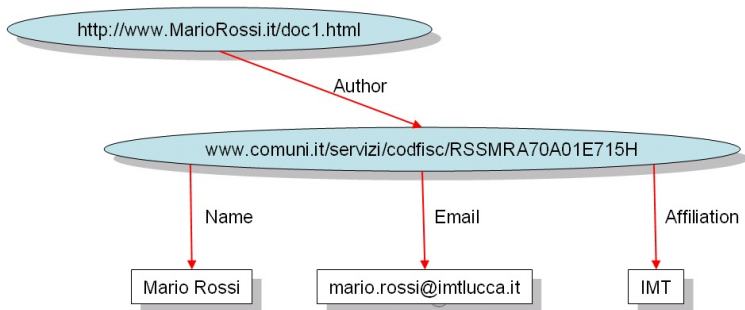 http://www.MarioRossi.it/doc1.html
Author
www.comuni.it/servizi/codfisc/RSSMRA70A01E715H
Name
Email
Affiliation
Mario Rossi
mario.rossi@imtlucca.it
IMT